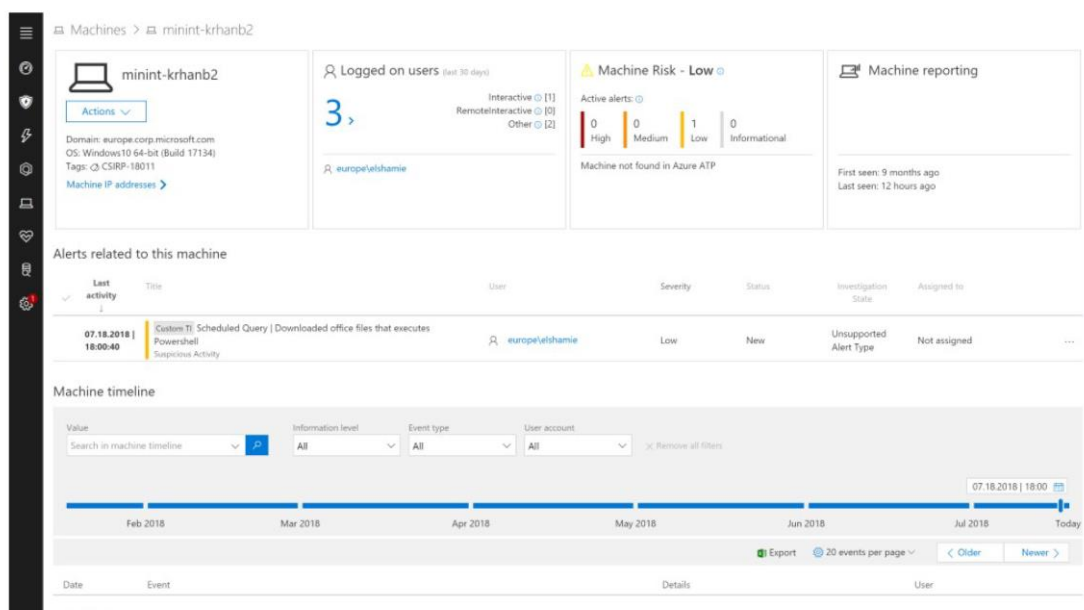 Machines > minint-krhanb2
minint-krhanb2
Actions
Domain: europe.corp.microsoft.com
OS: Windows10 64-bit (Build 17134)
Tags: CSIRP-18011
Machine IP addresses
Logged on users (last 30 days)
3
Interactive [1]
RemoteInteractive [0]
Other [2]
europe\elshamie
Machine Risk - Low
Active alerts:
0 High
0 Medium
1 Low
0 Informational
Machine not found in Azure ATP
Machine reporting
First seen: 9 months ago
Last seen: 12 hours ago
1
Alerts related to this machine
Last activity Title User Severity Status Investigation State Assigned to
07.18.2018 | 18:00:40
Custom TI Scheduled Query | Downloaded office files that executes
Powershell
Suspicious Activity
europe\elshamie
Low
New
Unsupported
Alert Type
Not assigned
...
Machine timeline
Value Information level Event type User account
Search in machine timeline All All All Remove all filters
07.18.2018 | 18:00
Feb 2018 Mar 2018 Apr 2018 May 2018 Jun 2018 Jul 2018 Today
Export 20 events per page < Older Newer >
Date Event Details User